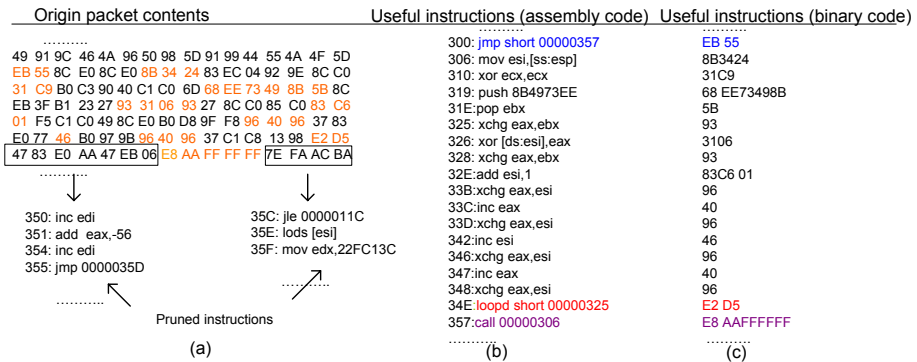 Origin packet contents
Useful instructions (assembly code)
Useful instructions (binary code)
..........
49 91 9C 46 4A 96 50 98 5D 91 99 44 55 4A 4F 5D
EB 55 8C E0 8C E0 8B 34 24 83 EC 04 92 9E 8C C0
31 C9 B0 C3 90 40 C1 C0 6D 68 EE 73 49 8B 5B 8C
EB 3F B1 23 27 93 31 06 93 27 8C C0 85 C0 83 C6
01 F5 C1 C0 49 8C E0 B0 D8 9F F8 96 40 96 37 83
E0 77 46 B0 97 9B 96 40 96 37 C1 C8 13 98 E2 D5
47 83 E0 AA 47 EB 06 E8 AA FF FF FF 7E FA AC BA
..........
350: inc edi
351: add eax,-56
354: inc edi
355: jmp 0000035D
..........
35C: jle 0000011C
35E: lods [esi]
35F: mov edx,22FC13C
..........
Pruned instructions
(a)
..........
300: jmp short 00000357
306: mov esi,[ss:esp]
310: xor ecx,ecx
319: push 8B4973EE
31E: pop ebx
325: xchg eax,ebx
326: xor [ds:esi],eax
328: xchg eax,ebx
32E: add esi,1
33B: xchg eax,esi
33C: inc eax
33D: xchg eax,esi
342: inc esi
346: xchg eax,esi
347: inc eax
348: xchg eax,esi
34E: loopd short 00000325
357: call 00000306
..........
(b)
..........
EB 55
8B3424
31C9
68 EE73498B
5B
93
3106
93
83C6 01
96
40
96
46
96
40
96
E2 D5
E8 AAFFFFFF
..........
(c)